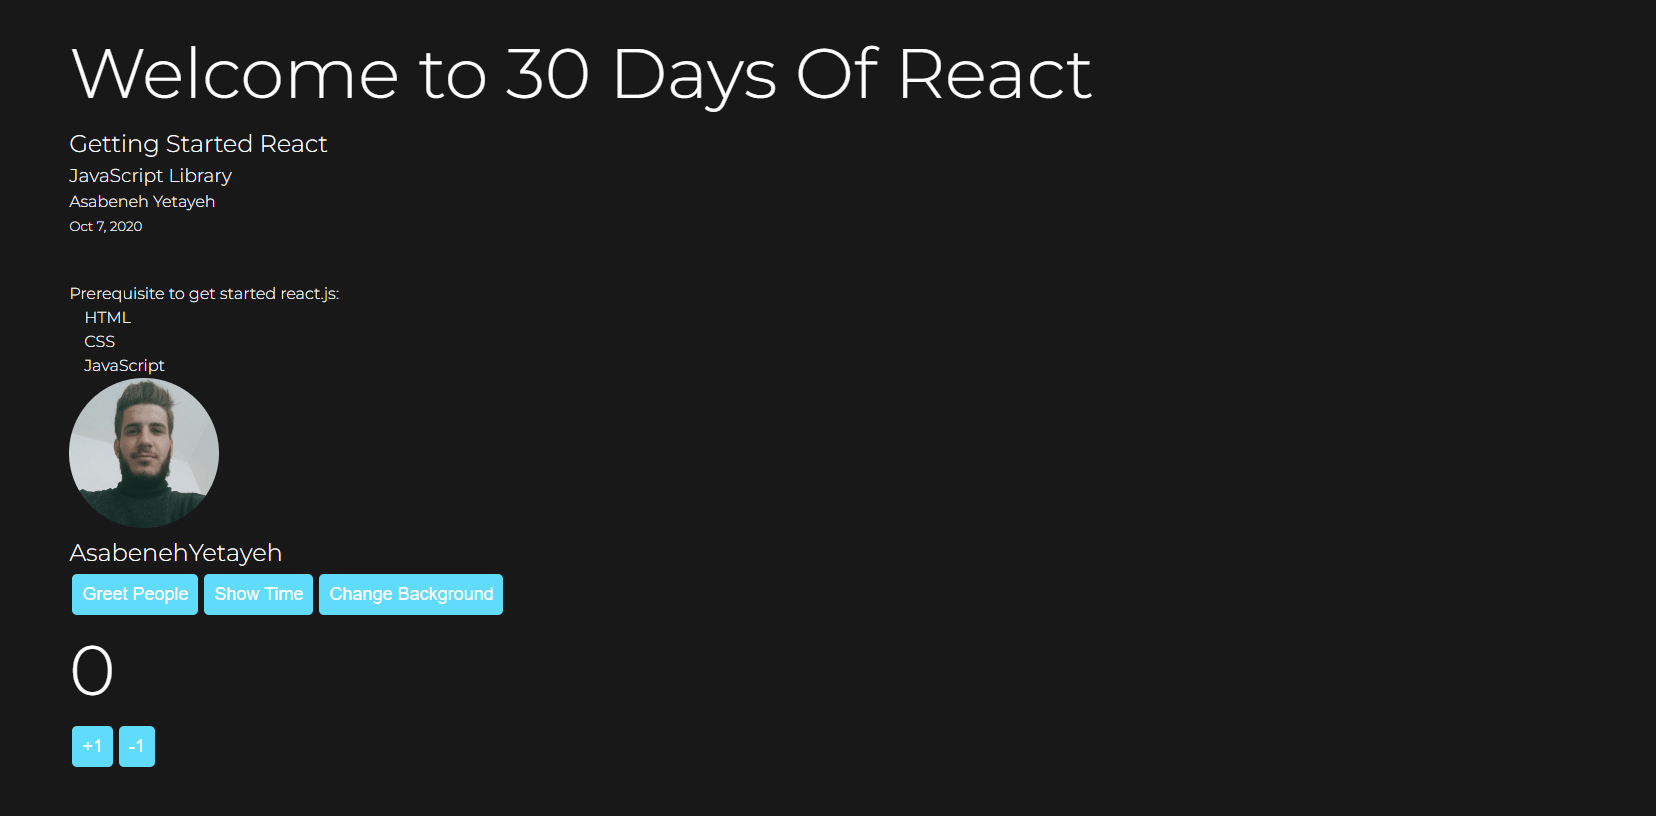 Welcome to 30 Days Of React
Getting Started React
JavaScript Library
Asabeneh Yetayeh
Oct 7, 2020
Prerequisite to get started react.js:
HTML
CSS
JavaScript
AsabenehYetayeh
Greet People Show Time Change Background
0
+1 -1